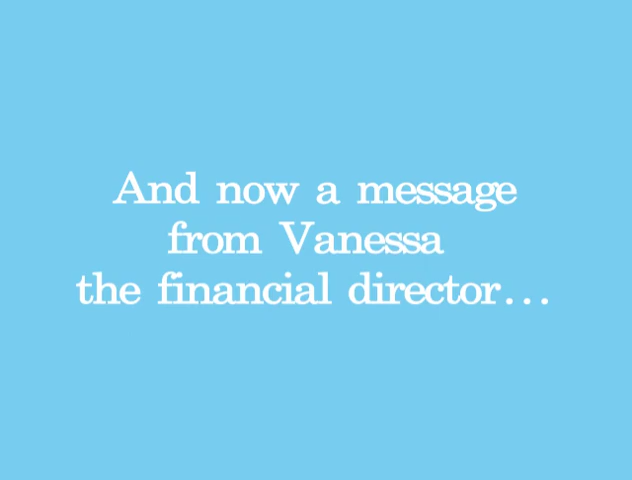 And now a message
from Vanessa
the financial director...